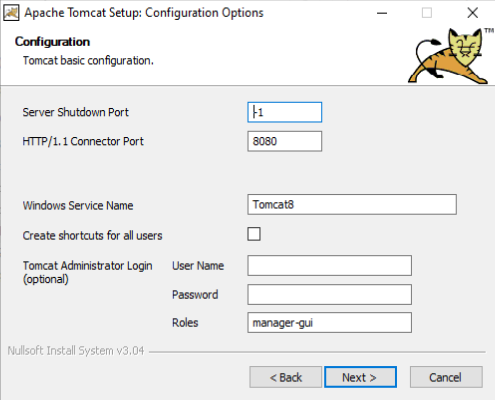 Apache Tomcat Setup: Configuration Options
Configuration
Tomcat basic configuration.
TM
Server Shutdown Port -1
HTTP/1.1 Connector Port 8080
Windows Service Name Tomcat8
Create shortcuts for all users
Tomcat Administrator Login User Name
(optional)
Password
Roles manager-gui
Nullsoft Install System v3.04
< Back Next > Cancel